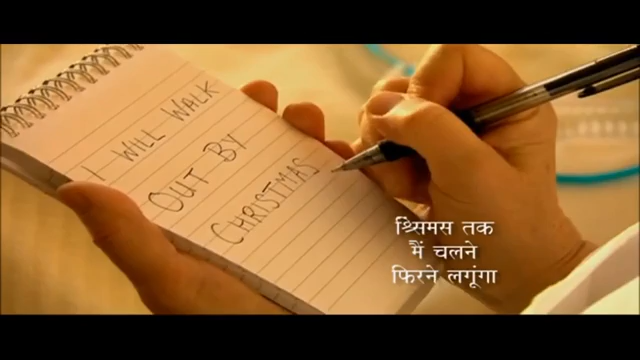 I WILL WALK
OUT BY
CHRISTMAS
श्रिसमस तक
मैं चलने
फिरने लगूंगा